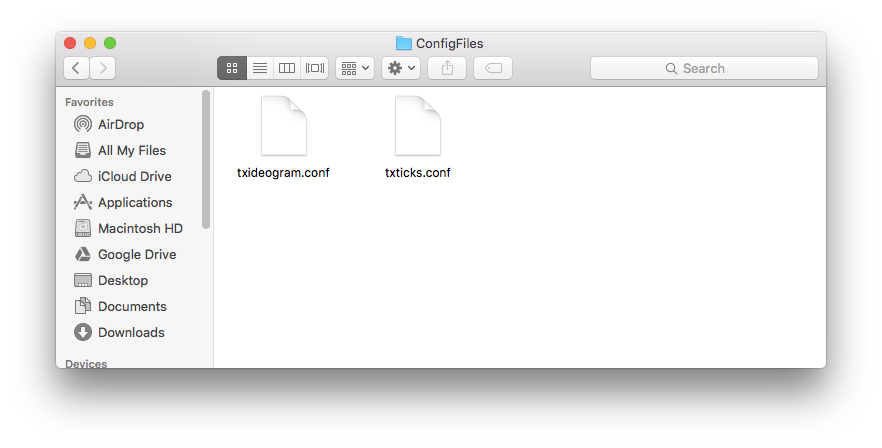 ConfigFiles
Search
Favorites
AirDrop
All My Files
iCloud Drive
Applications
Macintosh HD
Google Drive
Desktop
Documents
Downloads
Devices
txideogram.conf
txticks.conf